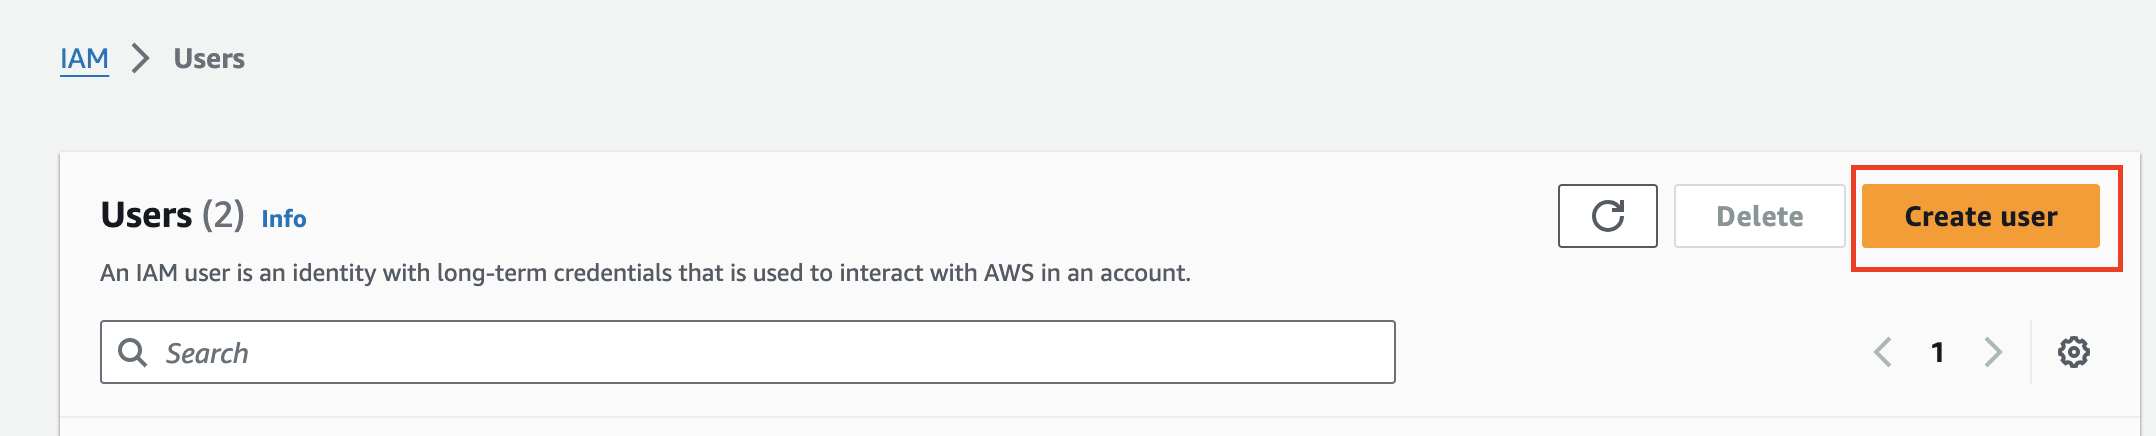 IAM > Users
Users (2) Info
Delete
Create user
An IAM user is an identity with long-term credentials that is used to interact with AWS in an account.
Search
1